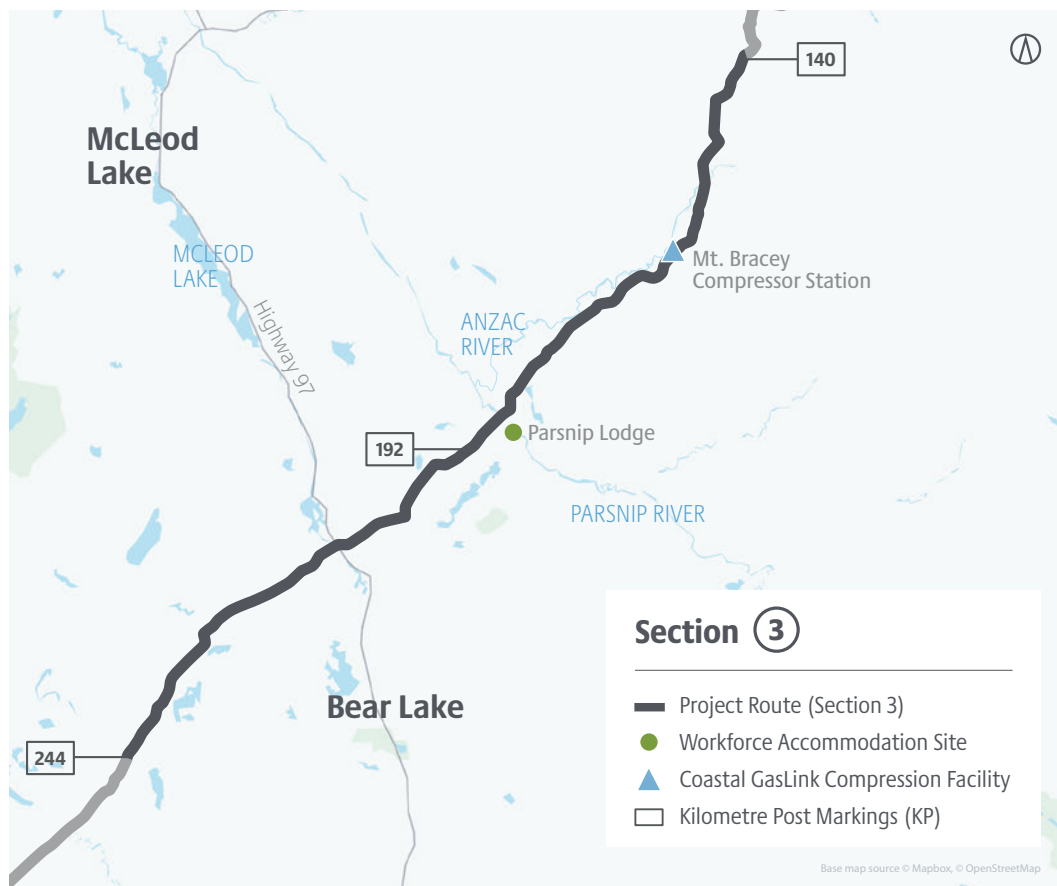 140
McLeod
Lake
MCLEOD
LAKE
Mt. Bracey
Compressor Station
Highway 97
ANZAC
RIVER
Parsnip Lodge
192
PARSNIP RIVER
Section 3
Project Route (Section 3)
Bear Lake
Workforce Accommodation Site
244
Coastal GasLink Compression Facility
Kilometre Post Markings (KP)
Base map source © Mapbox, © OpenStreetMap